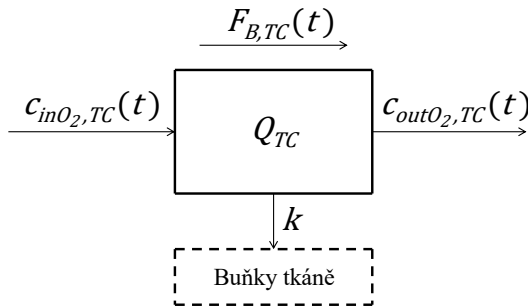 F_{B,TC}(t)
c_{inO_2,TC}(t)
Q_{TC}
c_{outO_2,TC}(t)
k
Buňky tkáně